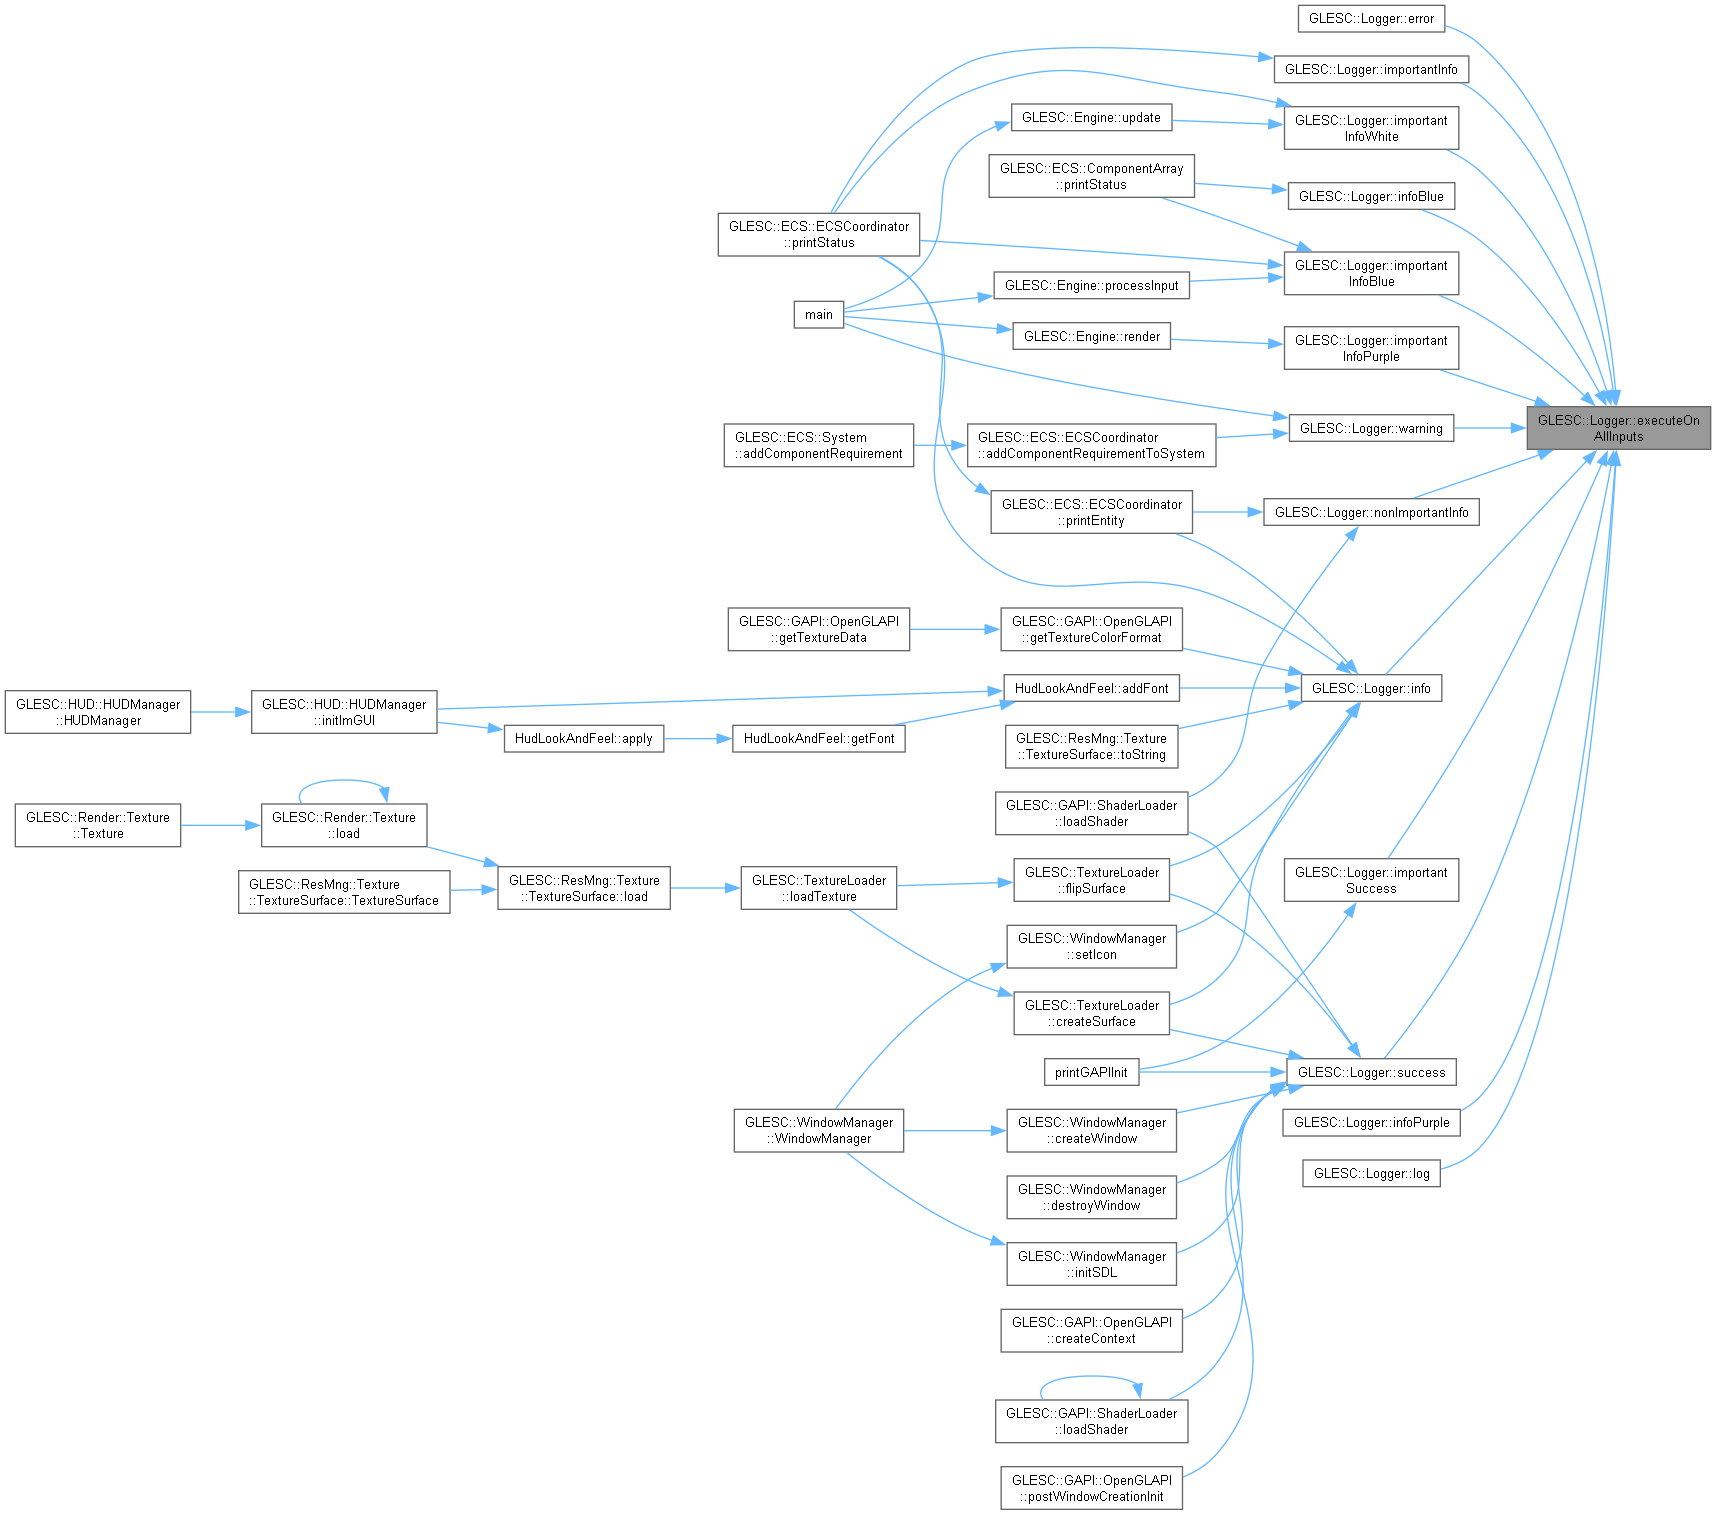 GLESC::Logger::error
GLESC::Logger::importantInfo
GLESC::Engine::update
GLESC::Logger::important
InfoWhite
GLESC::ECS::ComponentArray
::printStatus
GLESC::Logger::infoBlue
GLESC::ECS::ECSCoordinator
::printStatus
GLESC::Logger::important
InfoBlue
GLESC::Engine::processInput
main
GLESC::Engine::render
GLESC::Logger::important
InfoPurple
GLESC::Logger::executeOn
AllInputs
GLESC::Logger::warning
GLESC::ECS::System
::addComponentRequirement
GLESC::ECS::ECSCoordinator
::addComponentRequirementToSystem
GLESC::ECS::ECSCoordinator
::printEntity
GLESC::Logger::nonImportantInfo
GLESC::GAPI::OpenGLAPI
::getTextureData
GLESC::GAPI::OpenGLAPI
::getTextureColorFormat
GLESC::HUD::HUDManager
::HUDManager
GLESC::HUD::HUDManager
::initImGUI
HudLookAndFeel::addFont
GLESC::Logger::info
HudLookAndFeel::apply
HudLookAndFeel::getFont
GLESC::ResMng::Texture
::TextureSurface::toString
GLESC::Render::Texture
::Texture
GLESC::Render::Texture
::load
GLESC::GAPI::ShaderLoader
::loadShader
GLESC::ResMng::Texture
::TextureSurface::TextureSurface
GLESC::ResMng::Texture
::TextureSurface::load
GLESC::TextureLoader
::loadTexture
GLESC::TextureLoader
::flipSurface
GLESC::Logger::important
Success
GLESC::WindowManager
::setIcon
GLESC::TextureLoader
::createSurface
printGAPIInit
GLESC::Logger::success
GLESC::WindowManager
::WindowManager
GLESC::WindowManager
::createWindow
GLESC::Logger::infoPurple
GLESC::Logger::log
GLESC::WindowManager
::destroyWindow
GLESC::WindowManager
::initSDL
GLESC::GAPI::OpenGLAPI
::createContext
GLESC::GAPI::ShaderLoader
::loadShader
GLESC::GAPI::OpenGLAPI
::postWindowCreationInit